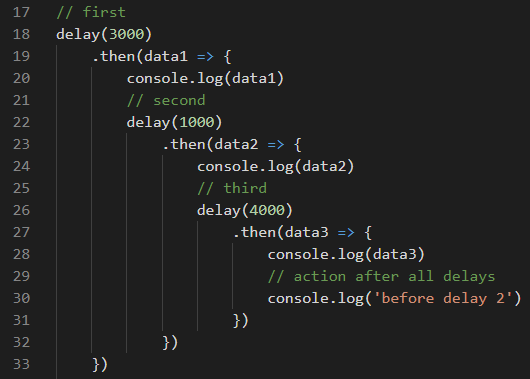 17 // first
18 delay(3000)
19     .then(data1 => {
20         console.log(data1)
21         // second
22         delay(1000)
23             .then(data2 => {
24                 console.log(data2)
25                 // third
26                 delay(4000)
27                     .then(data3 => {
28                         console.log(data3)
29                         // action after all delays
30                         console.log('before delay 2')
31                     })
32             })
33     })